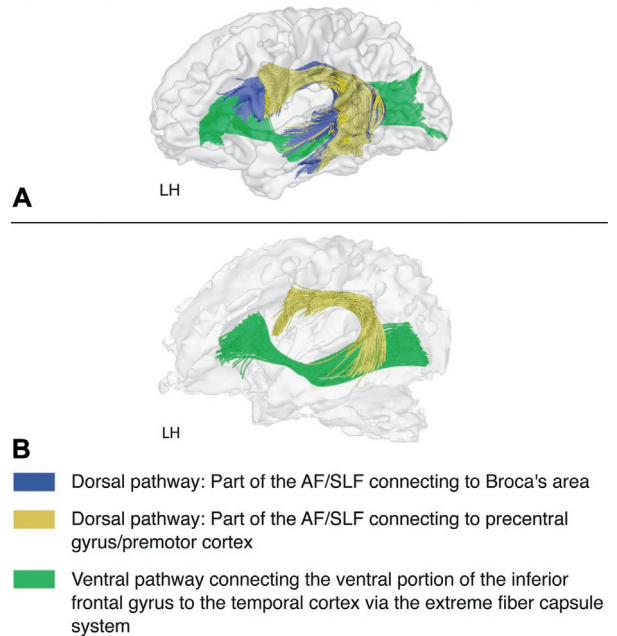 LH
A
LH
B
Dorsal pathway: Part of the AF/SLF connecting to Broca's area
Dorsal pathway: Part of the AF/SLF connecting to precentral
gyrus/premotor cortex
Ventral pathway connecting the ventral portion of the inferior
frontal gyrus to the temporal cortex via the extreme fiber capsule
system